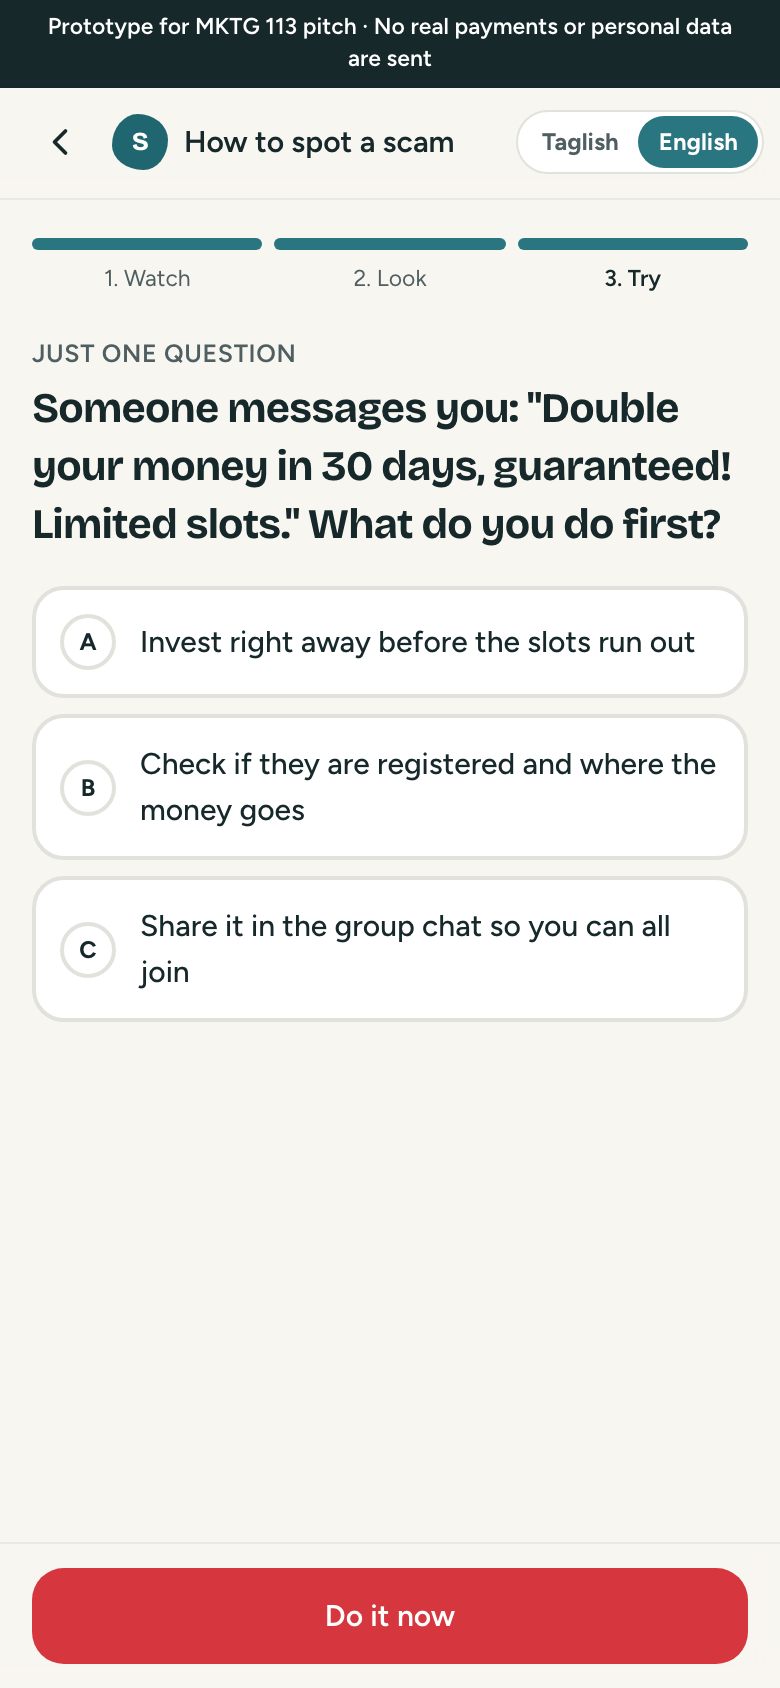 Prototype for MKTG 113 pitch · No real payments or personal data
are sent
S
How to spot a scam
Taglish
English
1. Watch
2. Look
3. Try
JUST ONE QUESTION
Someone messages you: "Double
your money in 30 days, guaranteed!
Limited slots." What do you do first?
A
Invest right away before the slots run out
B
Check if they are registered and where the
money goes
C
Share it in the group chat so you can all
join
Do it now